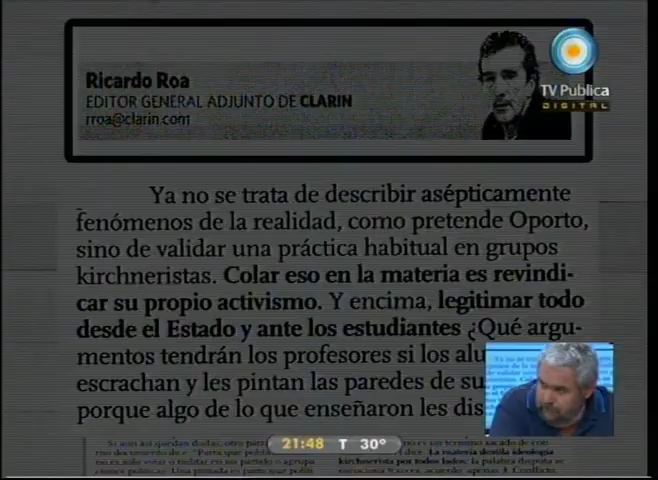 Ricardo Roa
EDITOR GENERAL ADJUNTO DE CLARIN
rroa@clarin.com
TV Pública
DIGITAL
Ya no se trata de describir asépticamente
fenómenos de la realidad, como pretende Oporto,
sino de validar una práctica habitual en grupos
kirchneristas. Colar eso en la materia es revindi-
car su propio activismo. Y encima, legitimar todo
desde el Estado y ante los estudiantes ¿Qué argu-
mentos tendrán los profesores si los alu
escrachan y les pintan las paredes de su
porque algo de lo que enseñaron les dis
21:48 T 30º